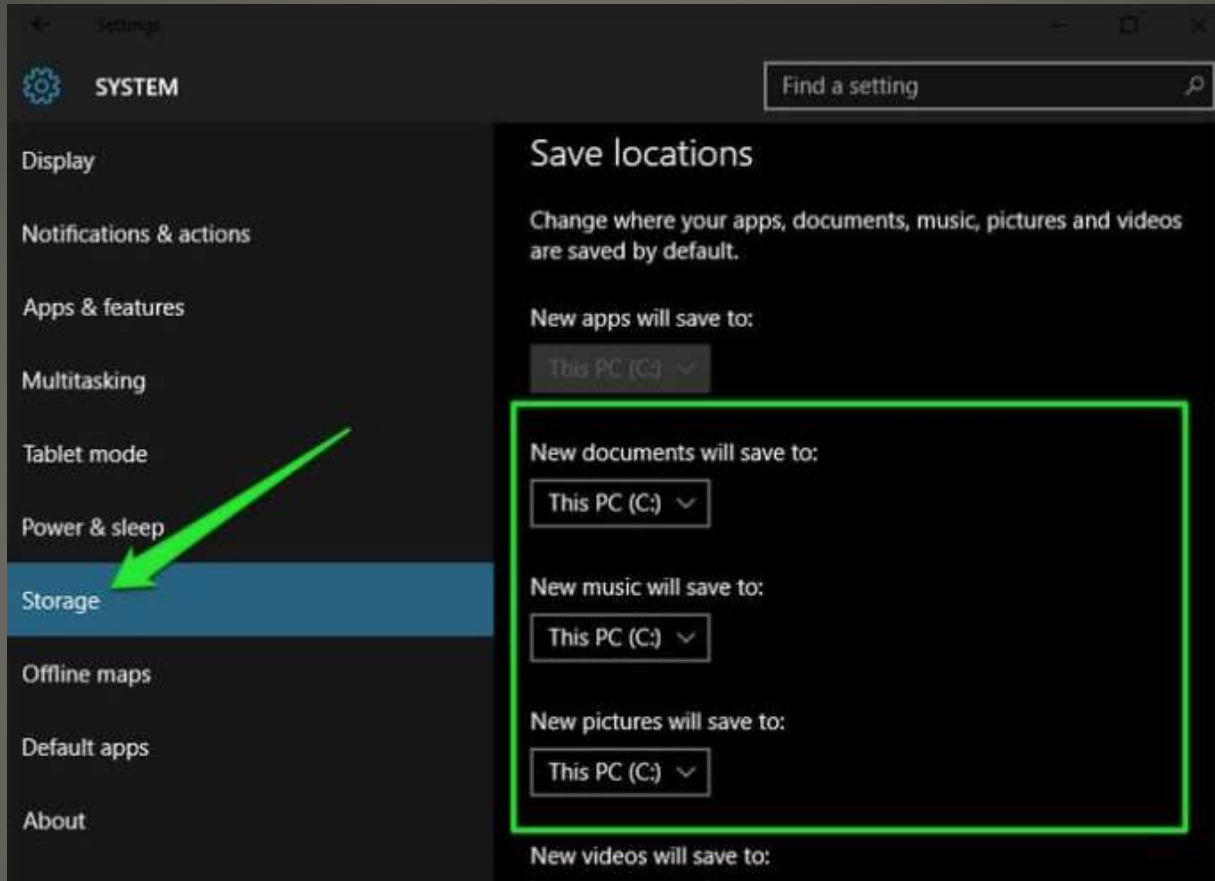 Settings
SYSTEM
Find a setting
Display
Notifications & actions
Apps & features
Multitasking
Tablet mode
Power & sleep
Storage
Offline maps
Default apps
About
Save locations
Change where your apps, documents, music, pictures and videos
are saved by default.
New apps will save to:
This PC (C:)
New documents will save to:
This PC (C:)
New music will save to:
This PC (C:)
New pictures will save to:
This PC (C:)
New videos will save to: